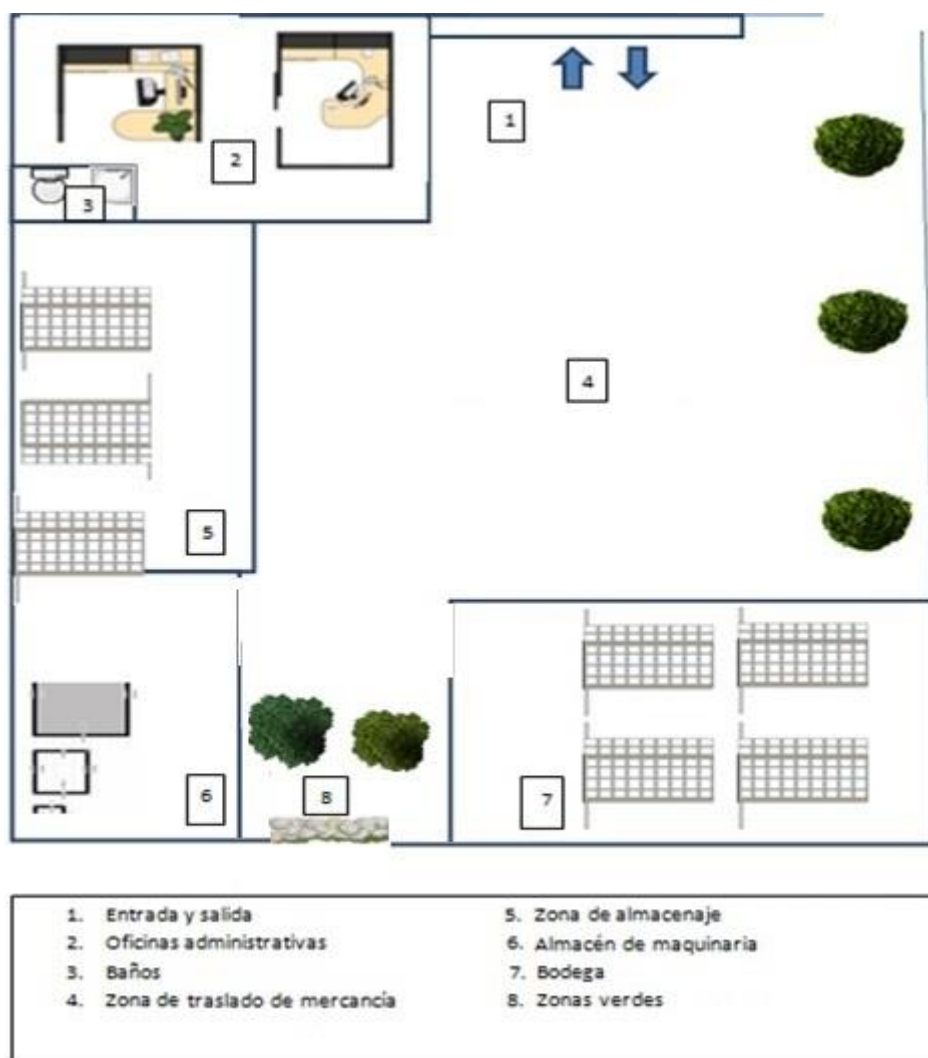 1
2
3
4
5
6
8
7
1. Entrada y salida
2. Oficinas administrativas
3. Baños
4. Zona de traslado de mercancía
5. Zona de almacenaje
6. Almacén de maquinaria
7. Bodega
8. Zonas verdes